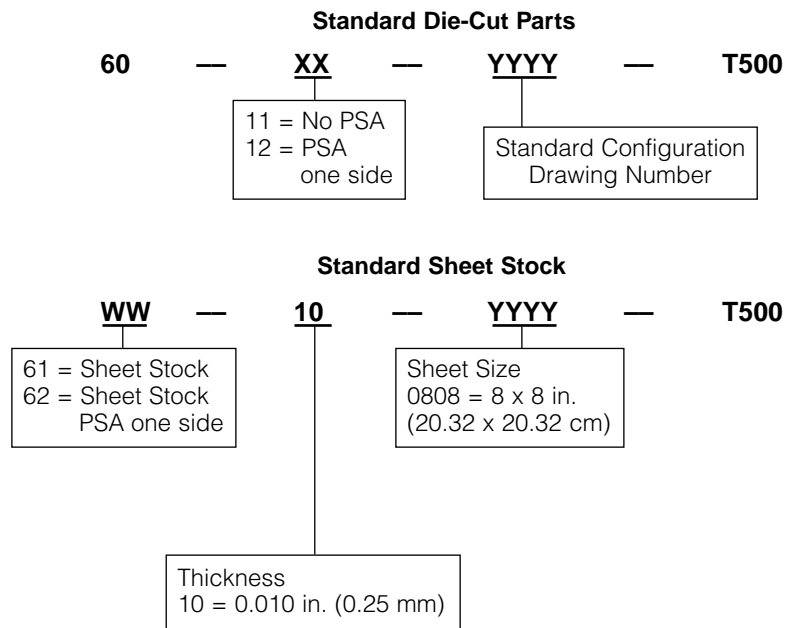 Standard Die-Cut Parts
60 — XX — YYYY — T500
11 = No PSA
12 = PSA
one side
Standard Configuration
Drawing Number
Standard Sheet Stock
WW — 10 — YYYY — T500
61 = Sheet Stock
62 = Sheet Stock
PSA one side
Sheet Size
0808 = 8 x 8 in.
(20.32 x 20.32 cm)
Thickness
10 = 0.010 in. (0.25 mm)